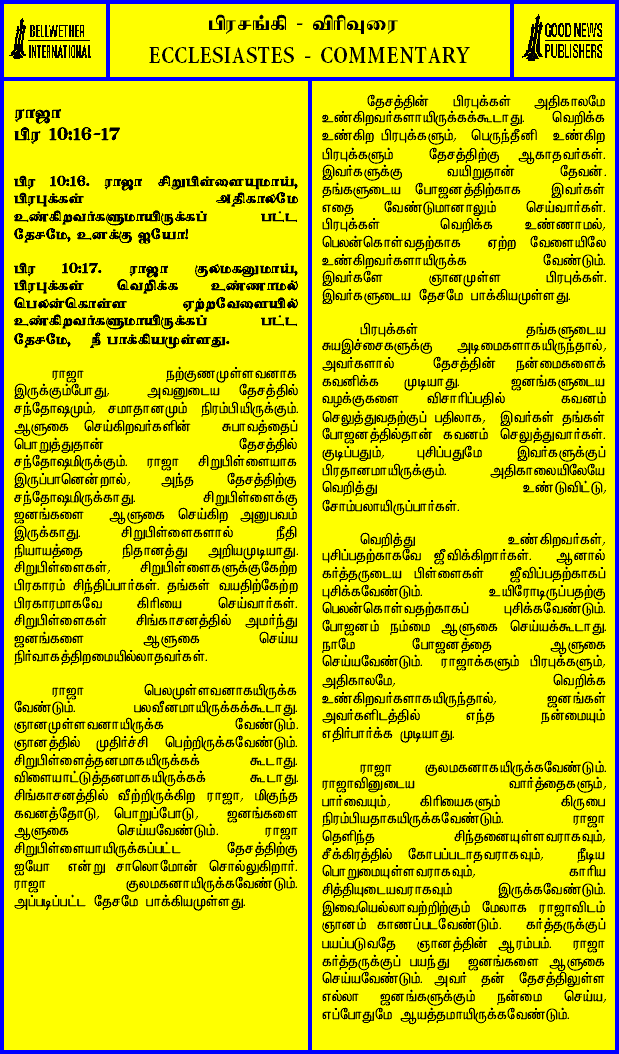 BELLWETHER
INTERNATIONAL
பிரசங்கி - விரிவுரை
ECCLESIASTES - COMMENTARY
GOOD NEWS
PUBLISHERS
ராஜா
பிர 10:16-17
பிர 10:16. ராஜா சிறுபிள்ளையுமாய்,
பிரபுக்கள் அதிகாலமே
உண்கிறவர்களுமாயிருக்கப் பட்ட
தேசமே, உனக்கு ஐயோ!
பிர 10:17. ராஜா குலமகனுமாய்,
பிரபுக்கள் வெறிக்க உண்ணாமல்
பெலன்கொள்ள ஏற்றவேளையில்
உண்கிறவர்களுமாயிருக்கப் பட்ட
தேசமே, நீ பாக்கியமுள்ளது.
ராஜா நற்குணமுள்ளவனாக
இருக்கும்போது, அவனுடைய தேசத்தில்
சந்தோஷமும், சமாதானமும் நிரம்பியிருக்கும்.
ஆளுகை செய்கிறவர்களின் சுபாவத்தைப்
பொறுத்துதான் தேசத்தில்
சந்தோஷமிருக்கும். ராஜா சிறுபிள்ளையாக
இருப்பானென்றால், அந்த தேசத்திற்கு
சந்தோஷமிருக்காது. சிறுபிள்ளைக்கு
ஜனங்களை ஆளுகை செய்கிற அனுபவம்
இருக்காது. சிறுபிள்ளைகளால் நீதி
நியாயத்தை நிதானத்து அறியமுடியாது.
சிறுபிள்ளைகள், சிறுபிள்ளைகளுக்குகேற்ற
பிரகாரம் சிந்திப்பார்கள். தங்கள் வயதிற்கேற்ற
பிரகாரமாகவே கிரியை செய்வார்கள்.
சிறுபிள்ளைகள் சிங்காசனத்தில் அமர்ந்து
ஜனங்களை ஆளுகை செய்ய
நிர்வாகத்திறமையில்லாதவர்கள்.
ராஜா பெலமுள்ளவனாகயிருக்க
வேண்டும். பலவீனமாயிருக்கக்கூடாது.
ஞானமுள்ளவனாயிருக்க வேண்டும்.
ஞானத்தில் முதிர்ச்சி பெற்றிருக்கவேண்டும்.
சிறுபிள்ளைத்தனமாகயிருக்கக் கூடாது.
விளையாட்டுத்தனமாகயிருக்கக் கூடாது.
சிங்காசனத்தில் வீற்றிருக்கிற ராஜா, மிகுந்த
கவனத்தோடு, பொறுப்போடு, ஜனங்களை
ஆளுகை செய்யவேண்டும். ராஜா
சிறுபிள்ளையாயிருக்கப்பட்ட தேசத்திற்கு
ஐயோ என்று சாலொமோன் சொல்லுகிறார்.
ராஜா குலமகனாயிருக்கவேண்டும்.
அப்படிப்பட்ட தேசமே பாக்கியமுள்ளது.
தேசத்தின் பிரபுக்கள் அதிகாலமே
உண்கிறவர்களாயிருக்கக்கூடாது. வெறிக்க
உண்கிற பிரபுக்களும், பெருந்தீனி உண்கிற
பிரபுக்களும் தேசத்திற்கு ஆகாதவர்கள்.
இவர்களுக்கு வயிறுதான் தேவன்.
தங்களுடைய போஜனத்திற்காக இவர்கள்
எதை வேண்டுமானாலும் செய்வார்கள்.
பிரபுக்கள் வெறிக்க உண்ணாமல்,
பெலன்கொள்வதற்காக ஏற்ற வேளையிலே
உண்கிறவர்களாயிருக்க வேண்டும்.
இவர்களே ஞானமுள்ள பிரபுக்கள்.
இவர்களுடைய தேசமே பாக்கியமுள்ளது.
பிரபுக்கள் தங்களுடைய
சுயஇச்சைகளுக்கு அடிமைகளாகயிருந்தால்,
அவர்களால் தேசத்தின் நன்மைகளைக்
கவனிக்க முடியாது. ஜனங்களுடைய
வழக்குகளை விசாரிப்பதில் கவனம்
செலுத்துவதற்குப் பதிலாக, இவர்கள் தங்கள்
போஜனத்தில்தான் கவனம் செலுத்துவார்கள்.
குடிப்பதும், புசிப்பதுமே இவர்களுக்குப்
பிரதானமாயிருக்கும். அதிகாலையிலேயே
வெறித்து உண்டுவிட்டு,
சோம்பலாயிருப்பார்கள்.
வெறித்து உண்கிறவர்கள்,
புசிப்பதற்காகவே ஜீவிக்கிறார்கள். ஆனால்
கர்த்தருடைய பிள்ளைகள் ஜீவிப்பதற்காகப்
புசிக்கவேண்டும். உயிரோடிருப்பதற்கு
பெலன்கொள்வதற்காகப் புசிக்கவேண்டும்.
போஜனம் நம்மை ஆளுகை செய்யக்கூடாது.
நாமே போஜனத்தை ஆளுகை
செய்யவேண்டும். ராஜாக்களும் பிரபுக்களும்,
அதிகாலமே, வெறிக்க
உண்கிறவர்களாகயிருந்தால், ஜனங்கள்
அவர்களிடத்தில் எந்த நன்மையும்
எதிர்பார்க்க முடியாது.
ராஜா குலமகனாகயிருக்கவேண்டும்.
ராஜாவினுடைய வார்த்தைகளும்,
பார்வையும், கிரியைகளும் கிருபை
நிரம்பியதாகயிருக்கவேண்டும். ராஜா
தெளிந்த சிந்தனையுள்ளவராகவும்,
சீக்கிரத்தில் கோபப்படாதவராகவும், நீடிய
பொறுமையுள்ளவராகவும், காரிய
சித்தியுடையவராகவும் இருக்கவேண்டும்.
இவையெல்லாவற்றிற்கும் மேலாக ராஜாவிடம்
ஞானம் காணப்படவேண்டும். கர்த்தருக்குப்
பயப்படுவதே ஞானத்தின் ஆரம்பம். ராஜா
கர்த்தருக்குப் பயந்து ஜனங்களை ஆளுகை
செய்யவேண்டும். அவர் தன் தேசத்திலுள்ள
எல்லா ஜனங்களுக்கும் நன்மை செய்ய,
எப்போதுமே ஆயத்தமாயிருக்கவேண்டும்.